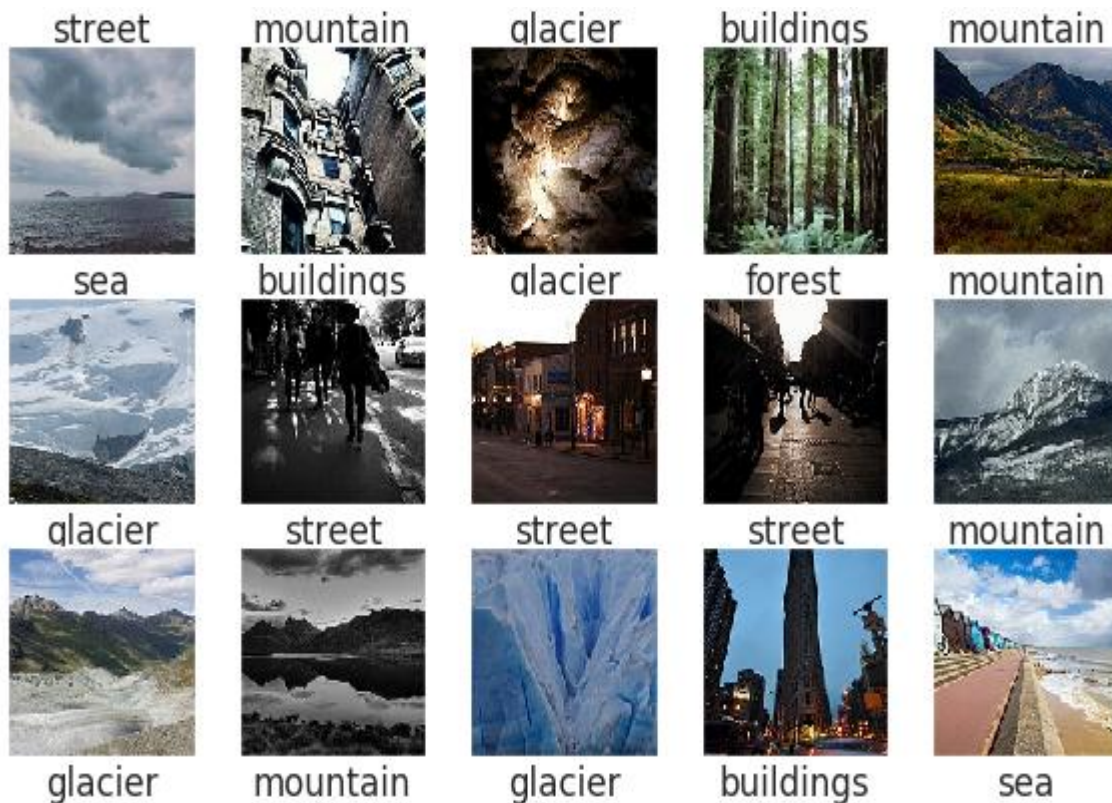 street mountain glacier buildings mountain
sea buildings glacier forest mountain
glacier street street street mountain
glacier mountain glacier buildings sea